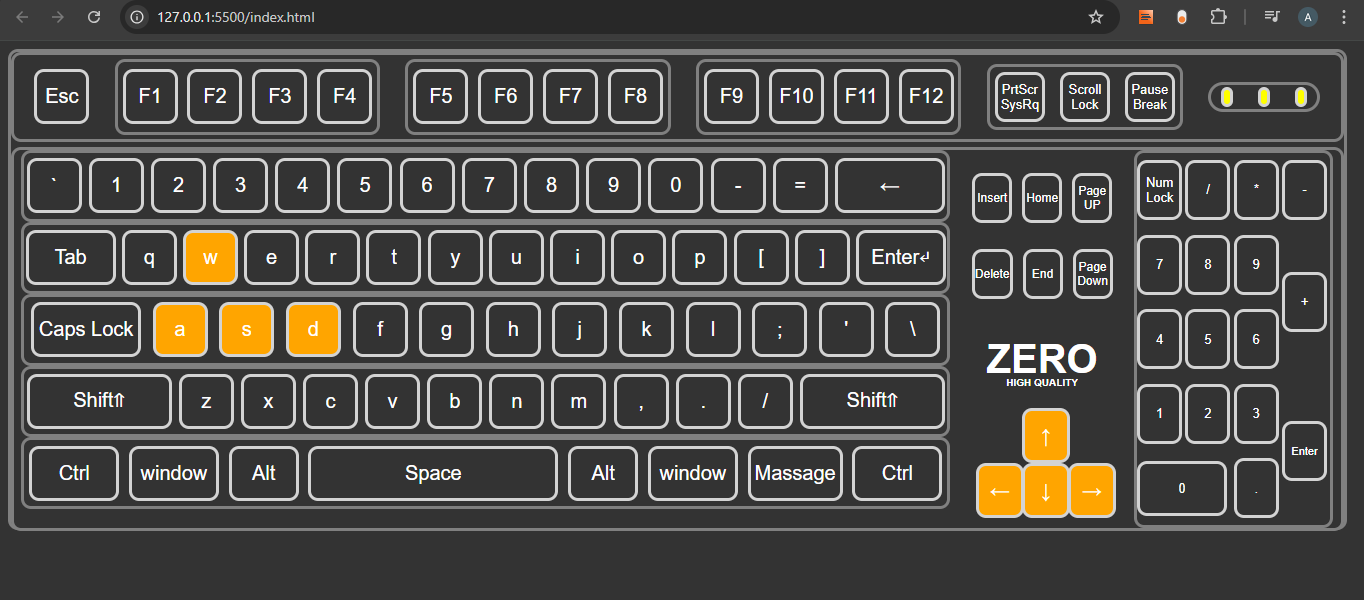 127.0.0.1:5500/index.html
A
Esc F1 F2 F3 F4 F5 F6 F7 F8 F9 F10 F11 F12
PrtScr
SysRq
Scroll
Lock
Pause
Break
` 1 2 3 4 5 6 7 8 9 0 - = ←
Tab q w e r t y u i o p [ ] Enter↵
Caps Lock a s d f g h j k l ; ' \
Shift⇑ z x c v b n m , . / Shift⇑
Ctrl window Alt Space Alt window Massage Ctrl
Insert Home
Page
UP
Delete End
Page
Down
ZERO
HIGH QUALITY
↑
← ↓ →
Num
Lock
/ * -
7 8 9
+
4 5 6
1 2 3
Enter
0 .